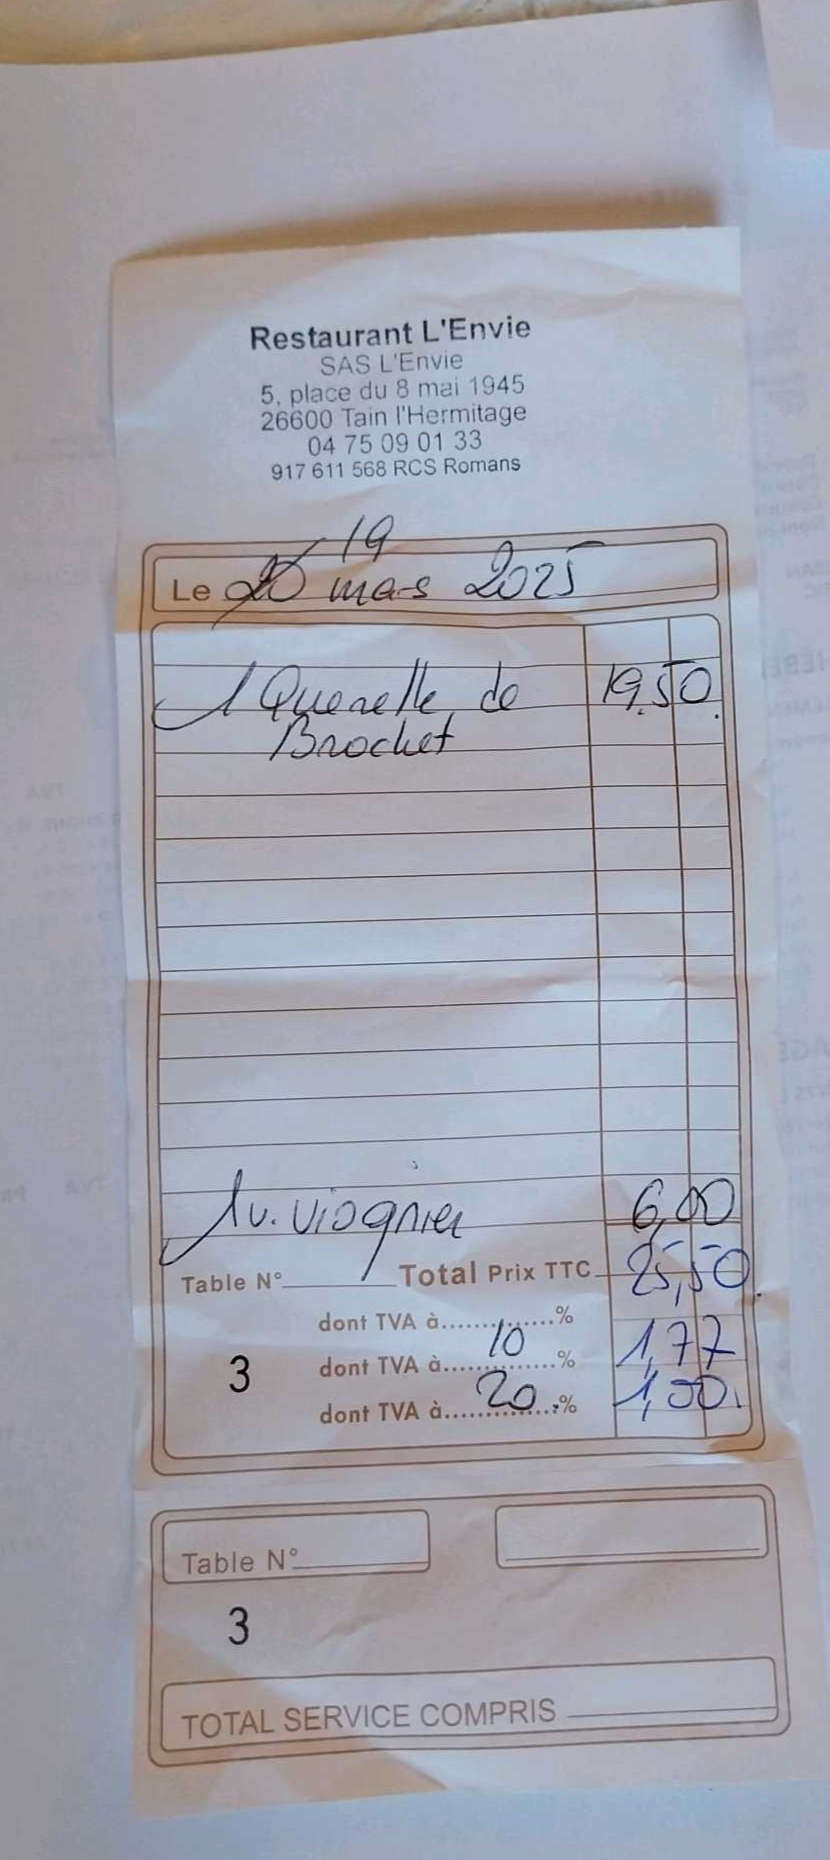 Restaurant L'Envie
SAS L'Envie
5, place du 8 mai 1945
26600 Tain l'Hermitage
04 75 09 01 33
917 611 568 RCS Romans
19
Le 20 mars 2025
1 Quenelle de 19.50
Brochet
1 v. viognier 6,00
Table N° Total Prix TTC 25,50
dont TVA à..............%
3 dont TVA à 10 % 1,77
dont TVA à 20 % 1,00
Table N°
3
TOTAL SERVICE COMPRIS